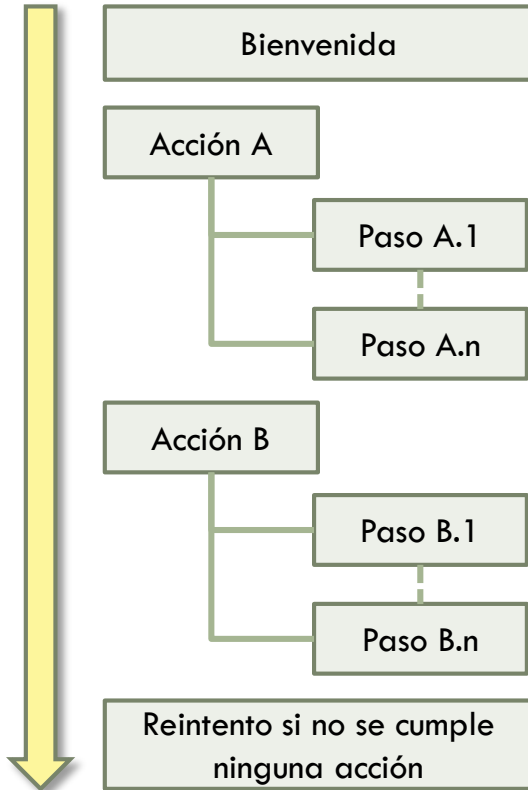 Bienvenida
Acción A
Paso A.1
Paso A.n
Acción B
Paso B.1
Paso B.n
Reintento si no se cumple
ninguna acción